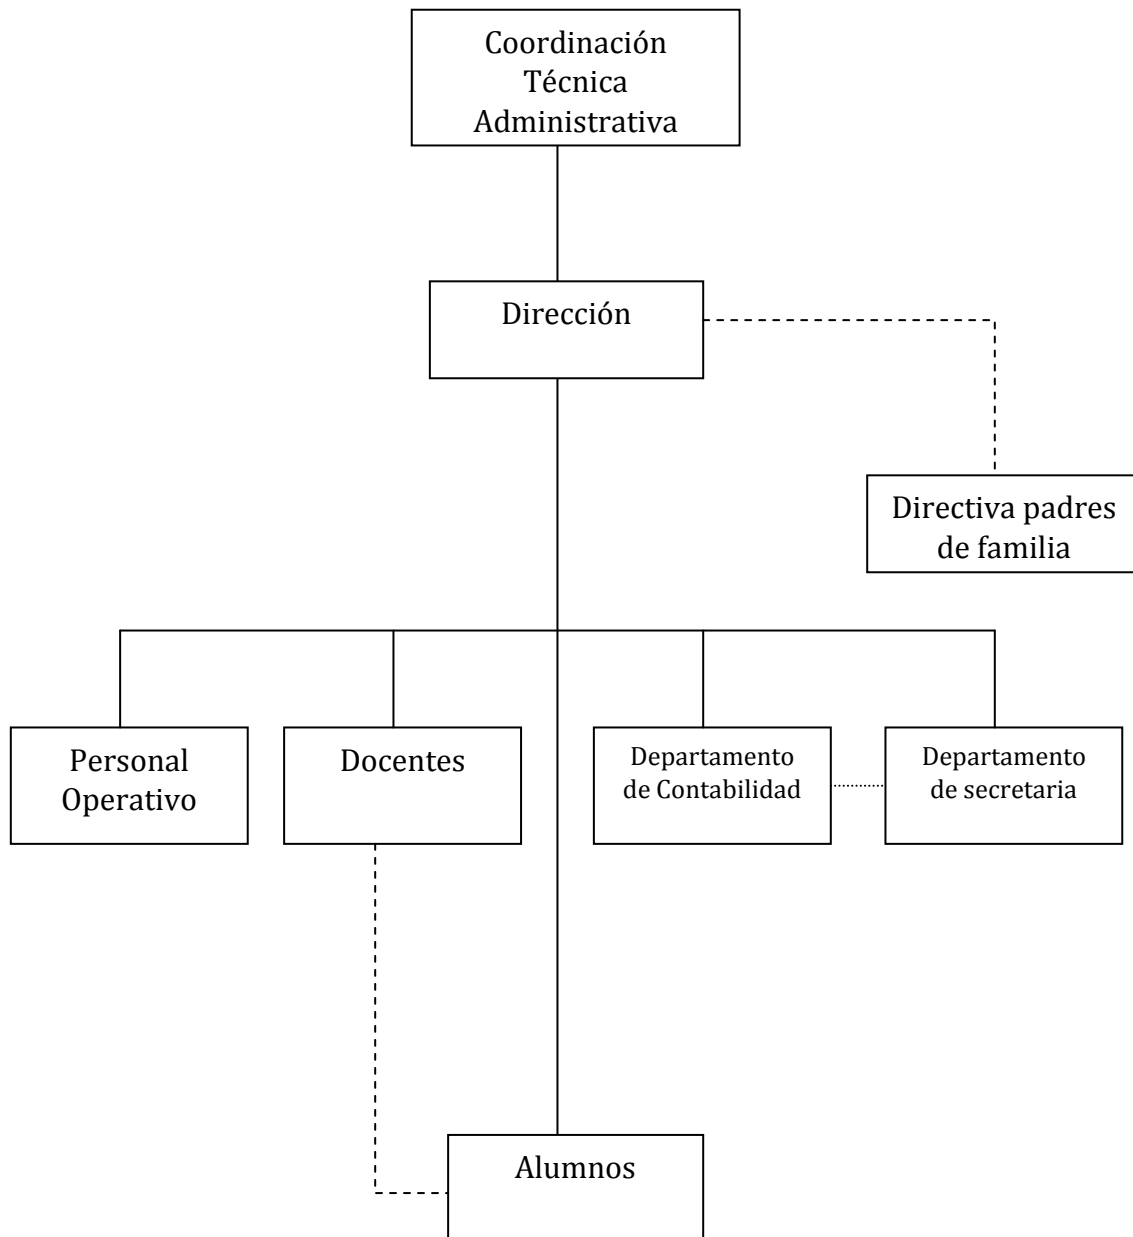 Coordinación
Técnica
Administrativa
Dirección
Directiva padres
de familia
Personal
Operativo
Docentes
Departamento
de Contabilidad
Departamento
de secretaria
Alumnos